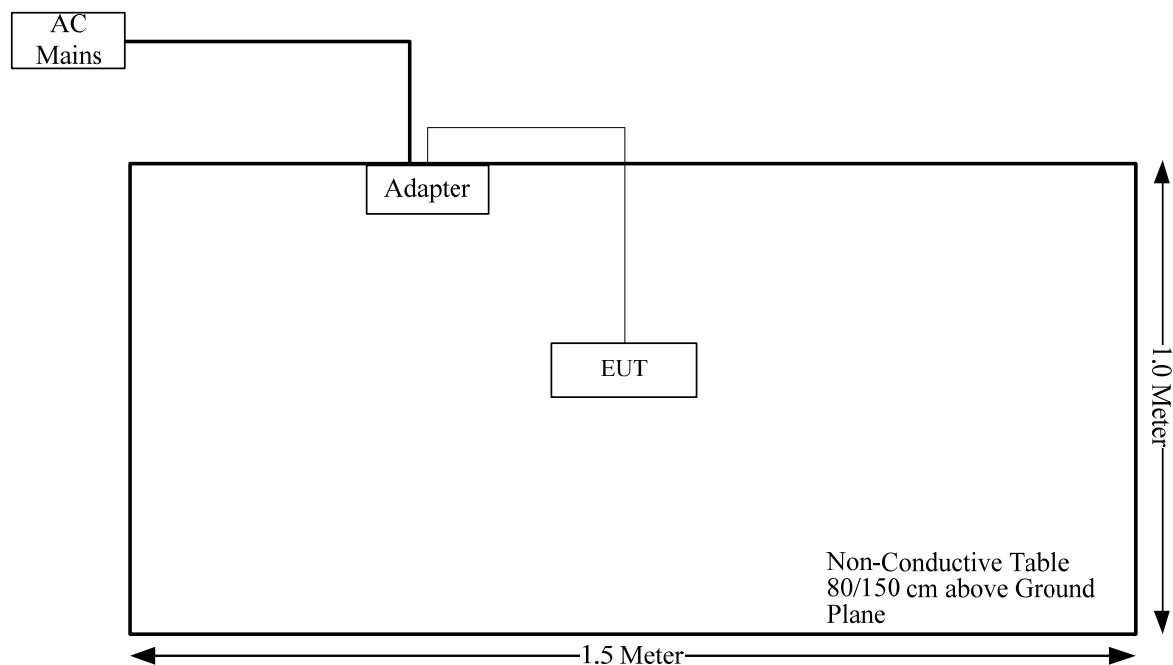 AC
Mains
Adapter
EUT
1.0 Meter
Non-Conductive Table
80/150 cm above Ground
Plane
1.5 Meter